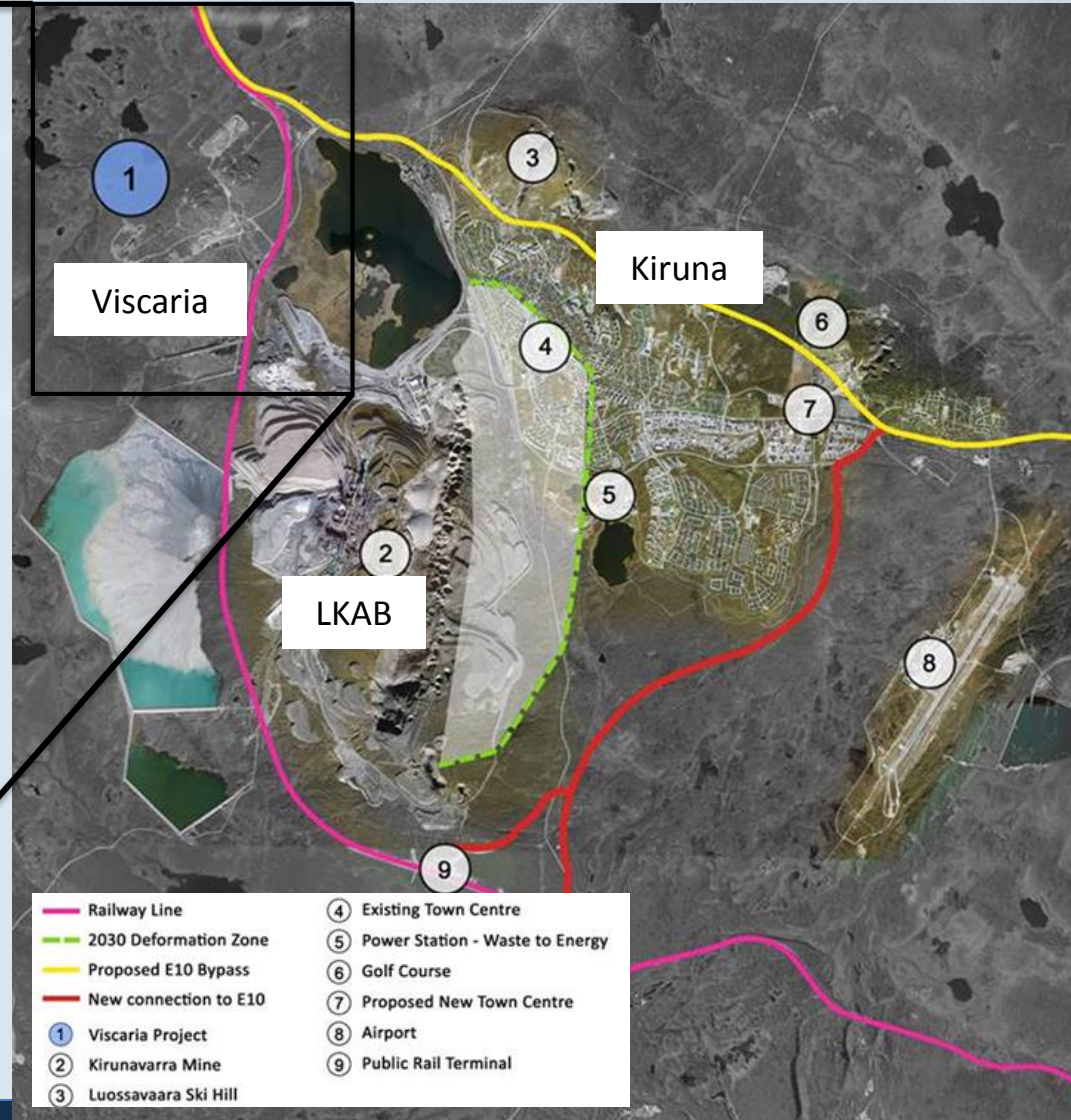 1
3
Kiruna
Viscaria
6
4
7
5
2
LKAB
8
9
Railway Line
2030 Deformation Zone
Proposed E10 Bypass
New connection to E10
1 Viscaria Project
2 Kirunavarra Mine
3 Luossavaara Ski Hill
4 Existing Town Centre
5 Power Station - Waste to Energy
6 Golf Course
7 Proposed New Town Centre
8 Airport
9 Public Rail Terminal